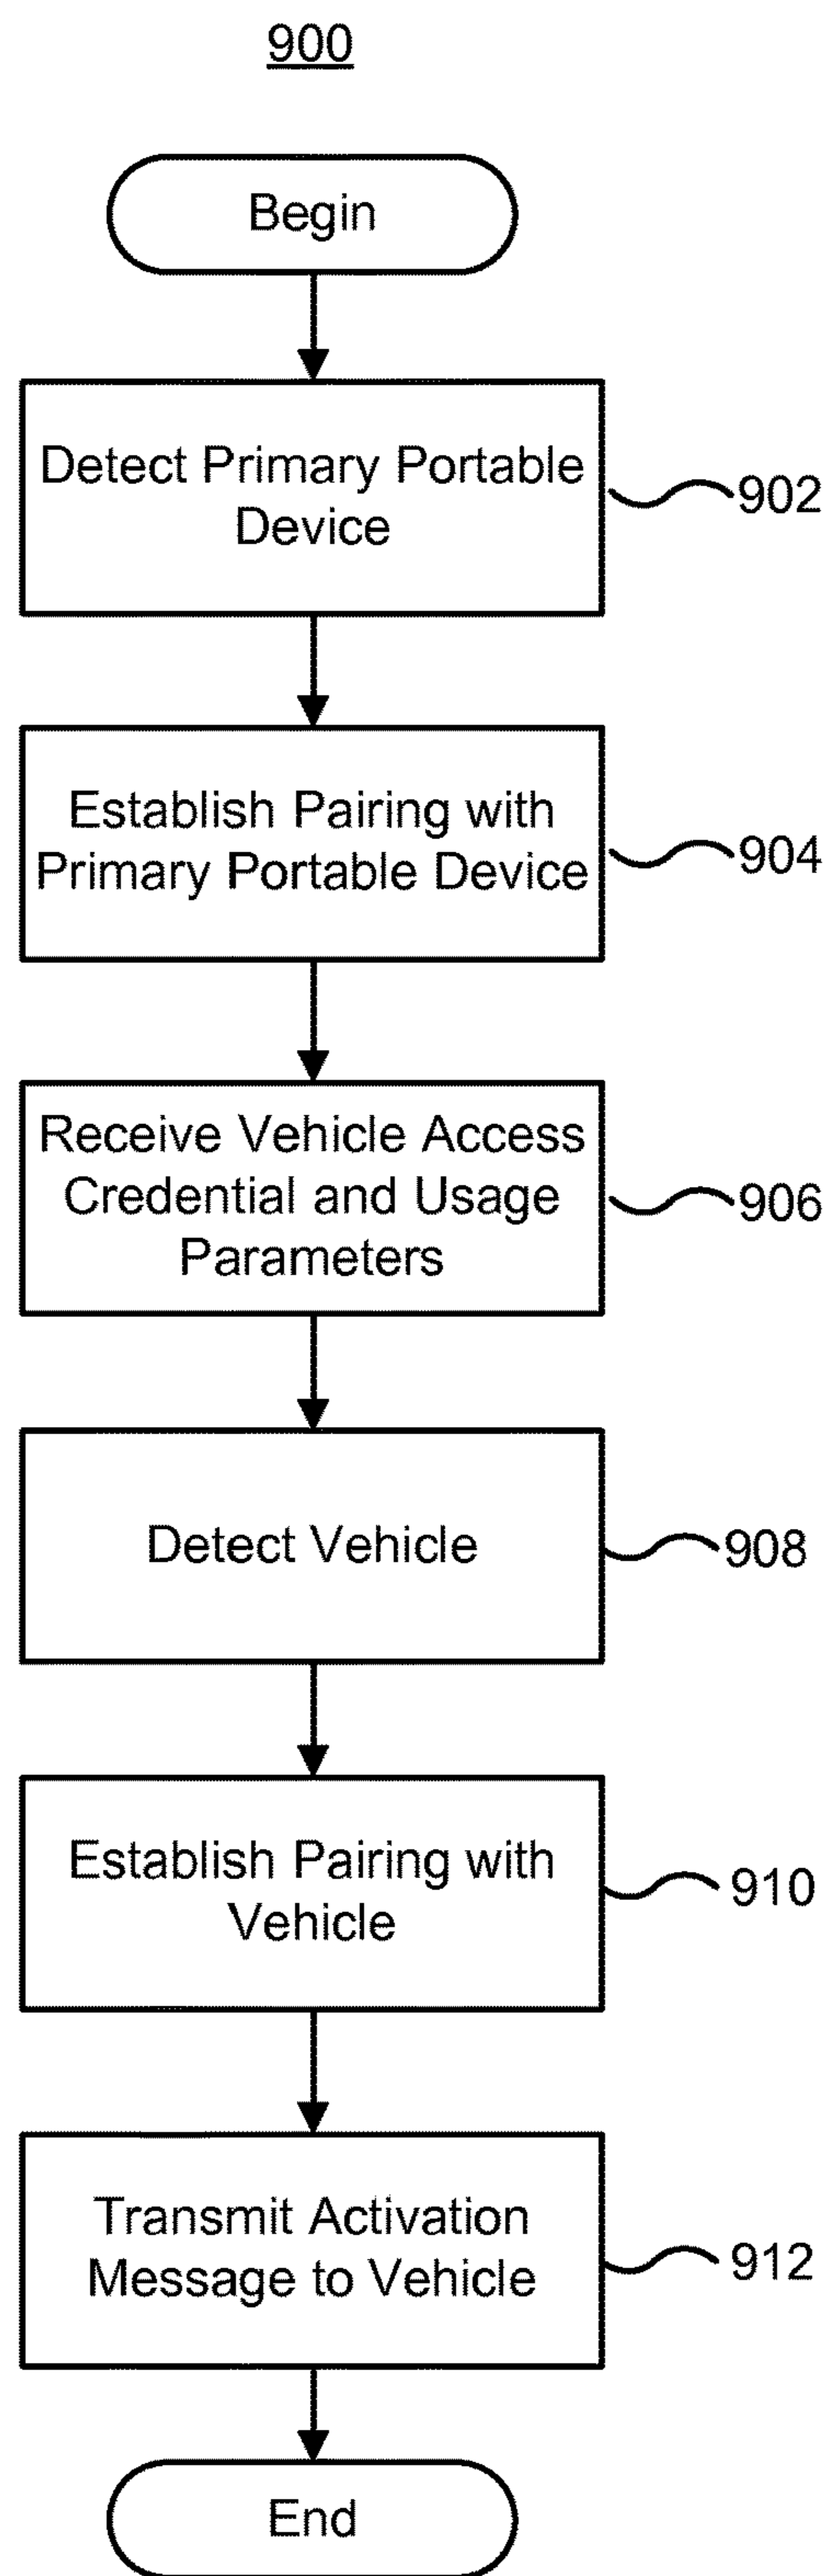 900
Begin
Detect Primary Portable
Device
902
Establish Pairing with
Primary Portable Device
904
Receive Vehicle Access
Credential and Usage
Parameters
906
Detect Vehicle
908
Establish Pairing with
Vehicle
910
Transmit Activation
Message to Vehicle
912
End